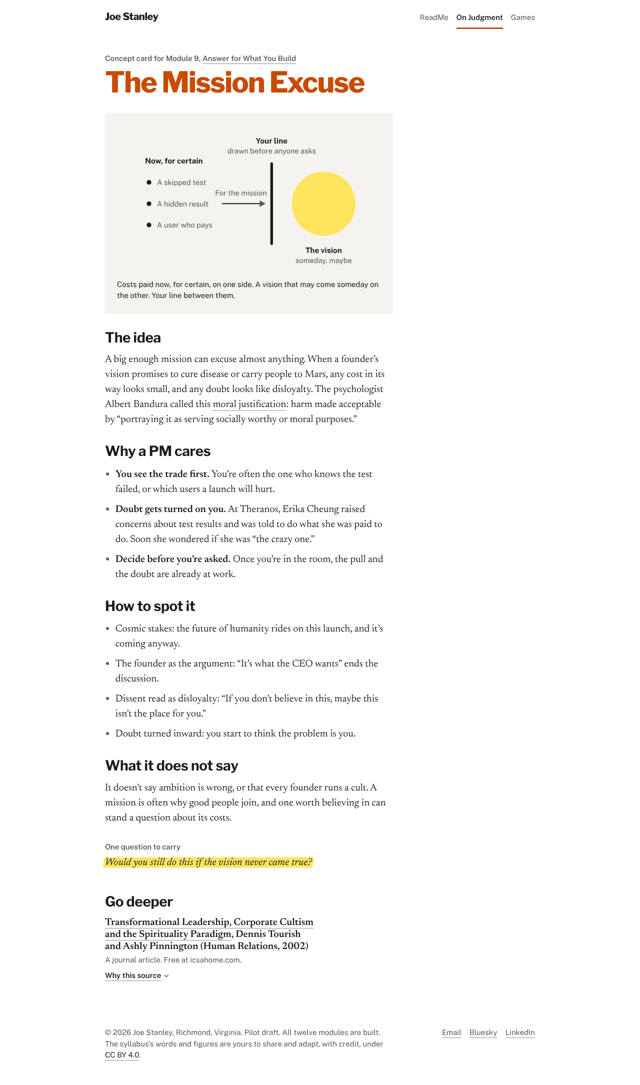 Joe Stanley
ReadMe On Judgment Games
Concept card for Module 9, Answer for What You Build
The Mission Excuse
Your line
drawn before anyone asks
Now, for certain
A skipped test
For the mission
A hidden result
A user who pays
The vision
someday, maybe
Costs paid now, for certain, on one side. A vision that may come someday on
the other. Your line between them.
The idea
A big enough mission can excuse almost anything. When a founder’s
vision promises to cure disease or carry people to Mars, any cost in its
way looks small, and any doubt looks like disloyalty. The psychologist
Albert Bandura called this moral justification: harm made acceptable
by “portraying it as serving socially worthy or moral purposes.”
Why a PM cares
• You see the trade first. You’re often the one who knows the test
failed, or which users a launch will hurt.
• Doubt gets turned on you. At Theranos, Erika Cheung raised
concerns about test results and was told to do what she was paid to
do. Soon she wondered if she was “the crazy one.”
• Decide before you’re asked. Once you’re in the room, the pull and
the doubt are already at work.
How to spot it
• Cosmic stakes: the future of humanity rides on this launch, and it’s
coming anyway.
• The founder as the argument: “It’s what the CEO wants” ends the
discussion.
• Dissent read as disloyalty: “If you don’t believe in this, maybe this
isn’t the place for you.”
• Doubt turned inward: you start to think the problem is you.
What it does not say
It doesn’t say ambition is wrong, or that every founder runs a cult. A
mission is often why good people join, and one worth believing in can
stand a question about its costs.
One question to carry
Would you still do this if the vision never came true?
Go deeper
Transformational Leadership, Corporate Cultism
and the Spirituality Paradigm, Dennis Tourish
and Ashly Pinnington (Human Relations, 2002)
A journal article. Free at icsahome.com.
Why this source
© 2026 Joe Stanley, Richmond, Virginia. Pilot draft. All twelve modules are built.
The syllabus’s words and figures are yours to share and adapt, with credit, under
CC BY 4.0.
Email Bluesky LinkedIn